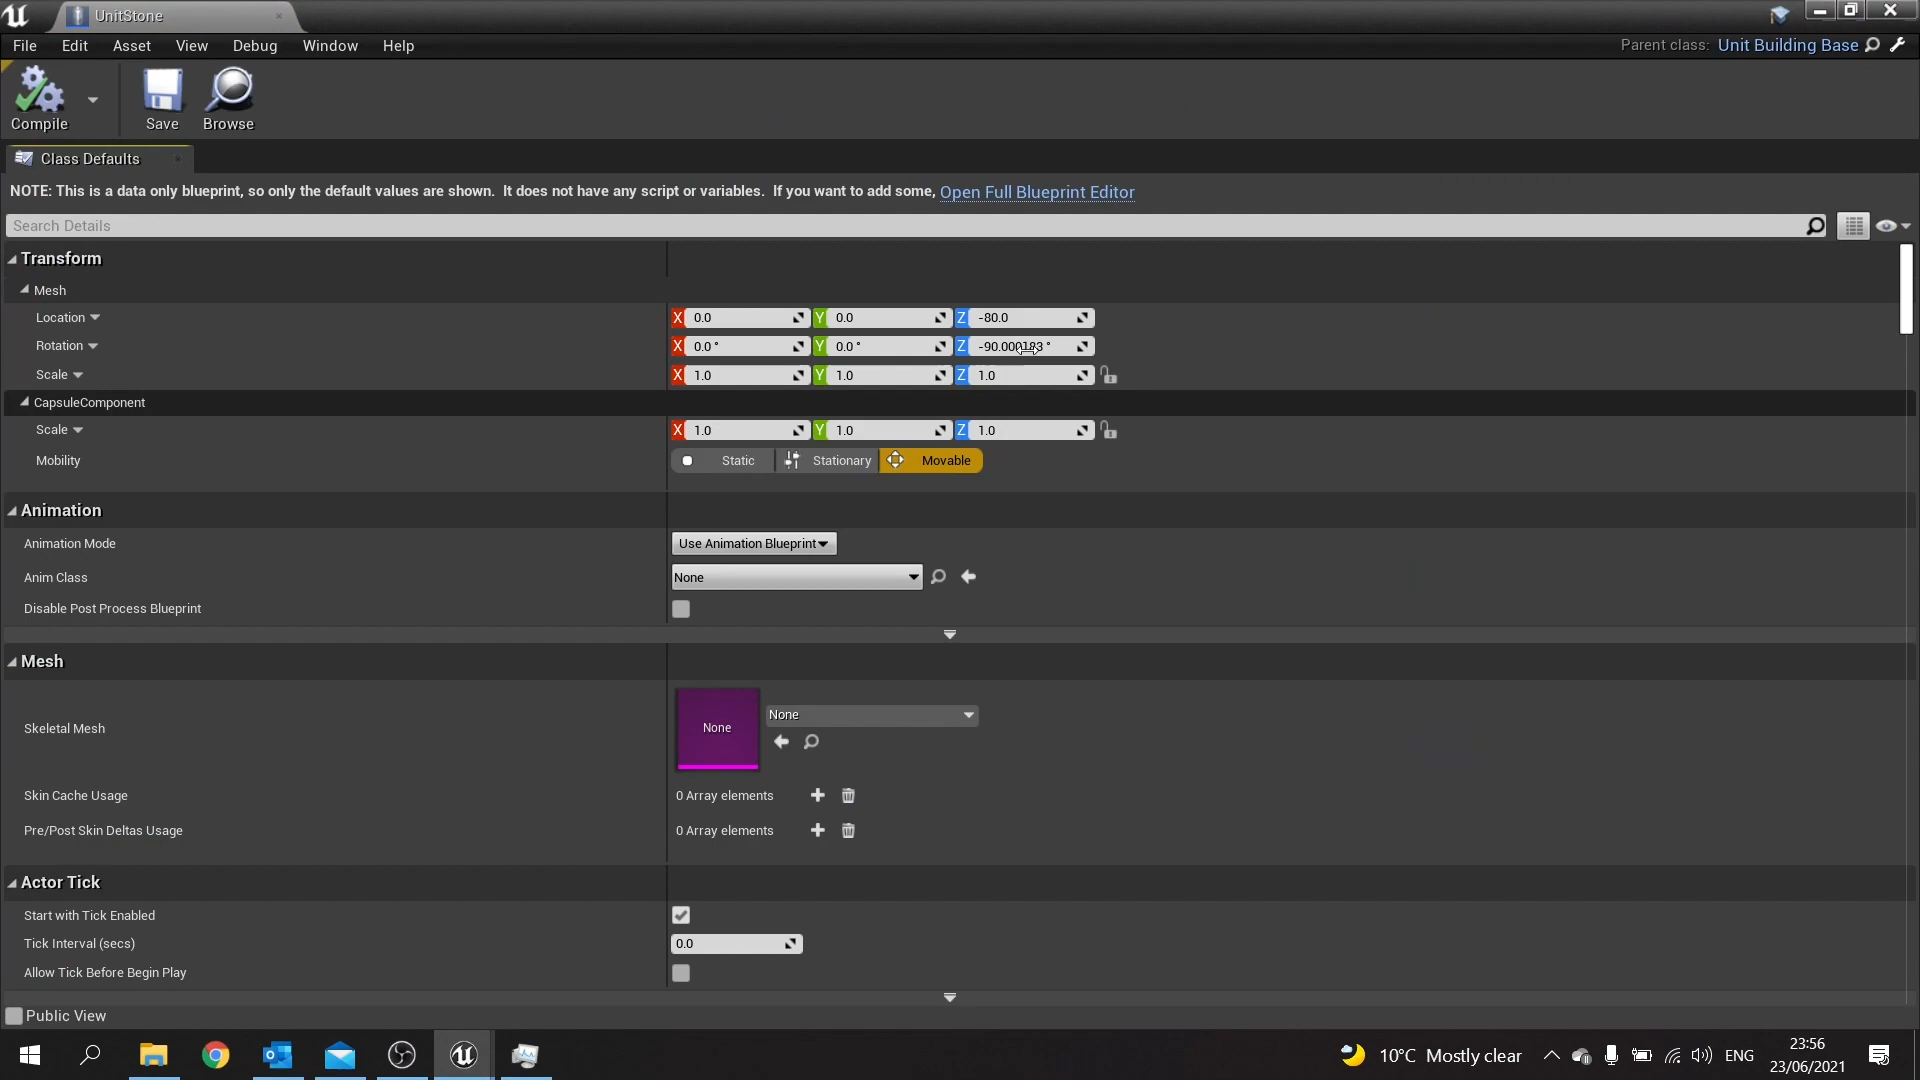 UnitStone
File Edit Asset View Debug Window Help
Parent class: Unit Building Base
Compile Save Browse
Class Defaults
NOTE: This is a data only blueprint, so only the default values are shown. It does not have any script or variables. If you want to add some, Open Full Blueprint Editor
Search Details
Transform
Mesh
Location X 0.0 Y 0.0 Z -80.0
Rotation X 0.0 ° Y 0.0 ° Z °
Scale X 1.0 Y 1.0 Z 1.0
CapsuleComponent
Scale X 1.0 Y 1.0 Z 1.0
Mobility Static Stationary Movable
Animation
Animation Mode Use Animation Blueprint
Anim Class None
Disable Post Process Blueprint
Mesh
None
Skeletal Mesh None
Skin Cache Usage 0 Array elements
Pre/Post Skin Deltas Usage 0 Array elements
Actor Tick
Start with Tick Enabled
Tick Interval (secs) 0.0
Allow Tick Before Begin Play
Public View
10°C Mostly clear ENG
23:56
23/06/2021